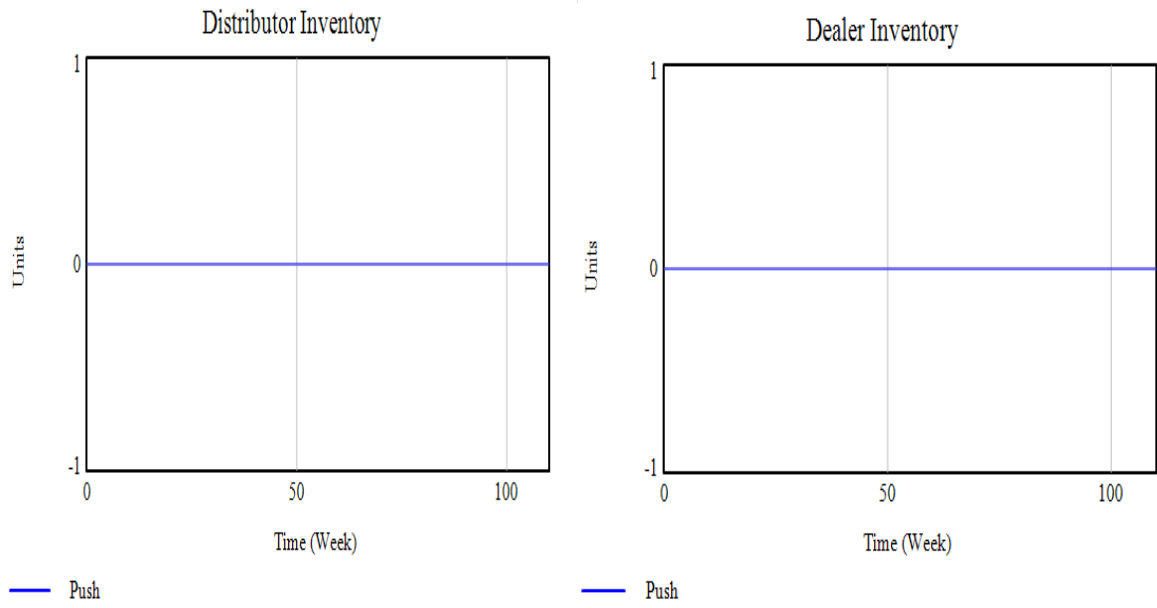 Distributor Inventory
1
0
-1
Units
0 50 100
Time (Week)
Push
Dealer Inventory
1
0
-1
Units
0 50 100
Time (Week)
Push